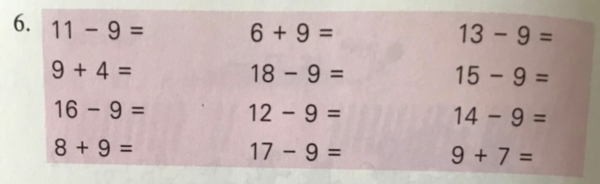 6. 11 − 9 = 6 + 9 = 13 − 9 =
9 + 4 = 18 − 9 = 15 − 9 =
16 − 9 = 12 − 9 = 14 − 9 =
8 + 9 = 17 − 9 = 9 + 7 =